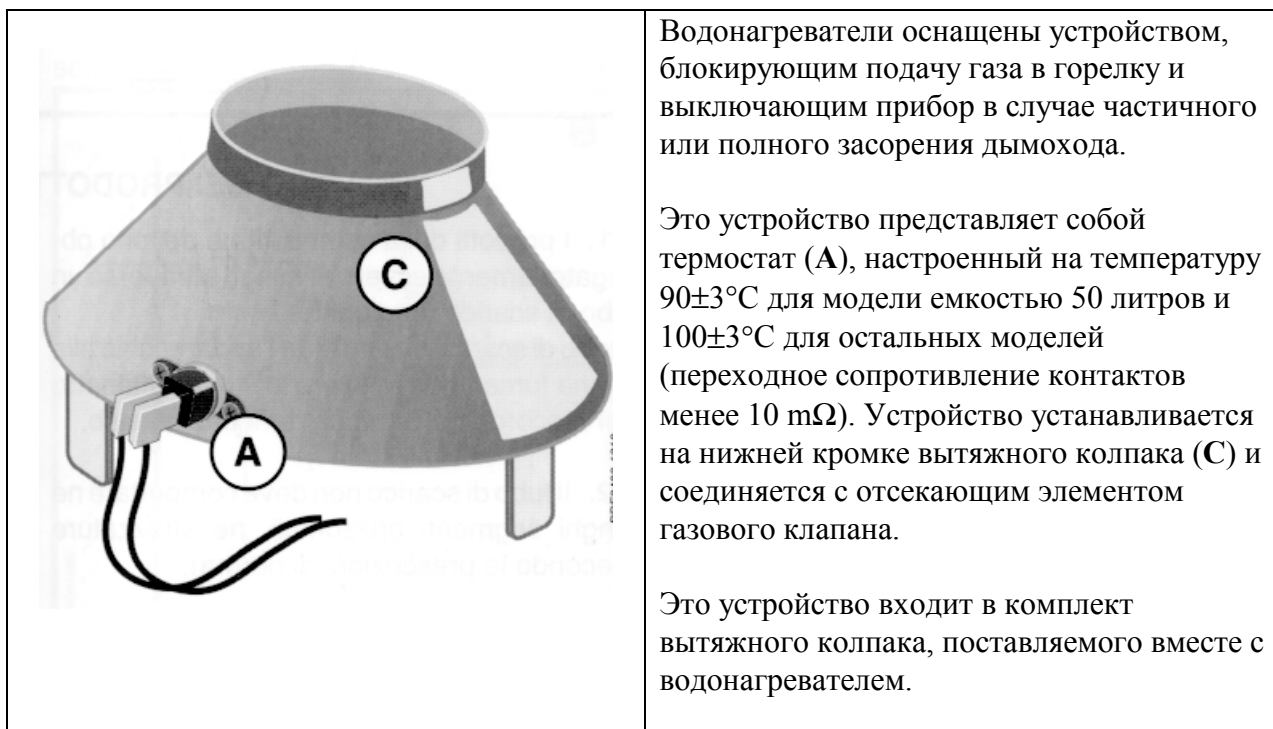 C
A
Водонагреватели оснащены устройством,
блокирующим подачу газа в горелку и
выключающим прибор в случае частичного
или полного засорения дымохода.
Это устройство представляет собой
термостат (A), настроенный на температуру
90±3°C для модели емкостью 50 литров и
100±3°C для остальных моделей
(переходное сопротивление контактов
менее 10 mΩ). Устройство устанавливается
на нижней кромке вытяжного колпака (C) и
соединяется с отсекающим элементом
газового клапана.
Это устройство входит в комплект
вытяжного колпака, поставляемого вместе с
водонагревателем.